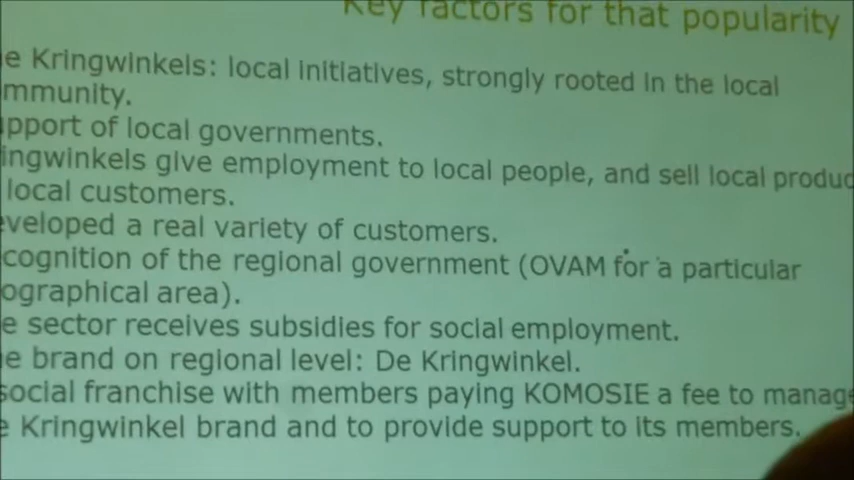 Key factors for that popularity
e Kringwinkels: local initiatives, strongly rooted in the local
mmunity.
pport of local governments.
ingwinkels give employment to local people, and sell local produc
local customers.
veloped a real variety of customers.
cognition of the regional government (OVAM for a particular
ographical area).
e sector receives subsidies for social employment.
e brand on regional level: De Kringwinkel.
social franchise with members paying KOMOSIE a fee to manage
e Kringwinkel brand and to provide support to its members.